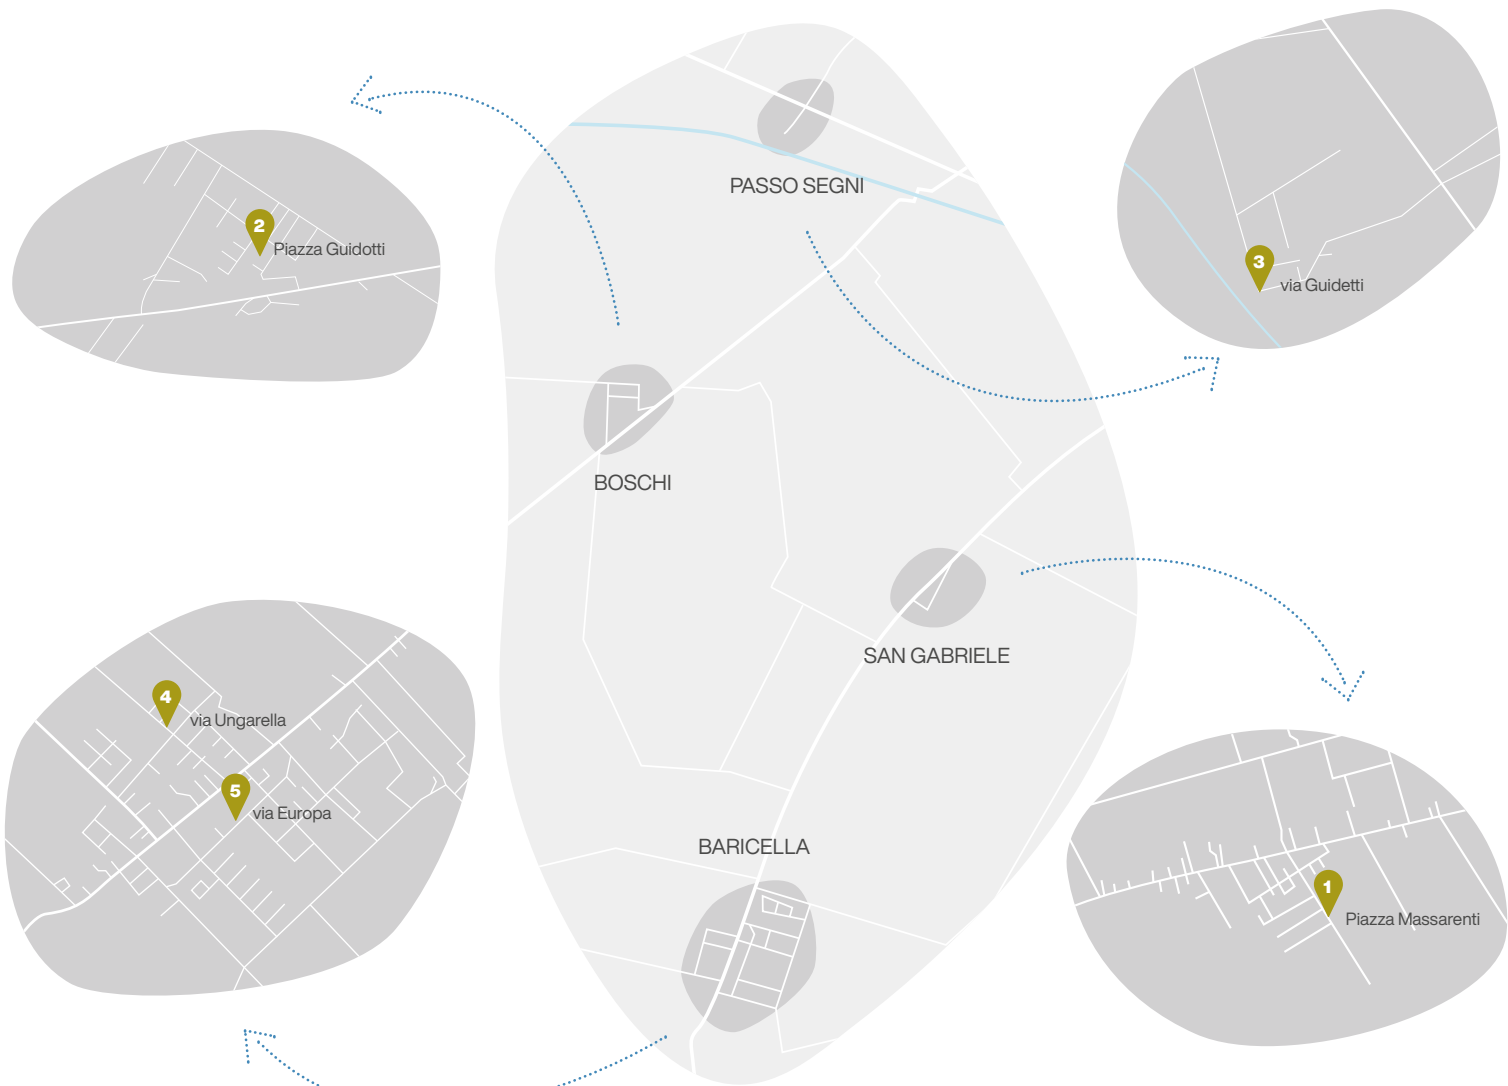 PASSO SEGNI
2
Piazza Guidotti
3
via Guidetti
BOSCHI
SAN GABRIELE
4
via Ungarella
5
via Europa
BARICELLA
1
Piazza Massarenti